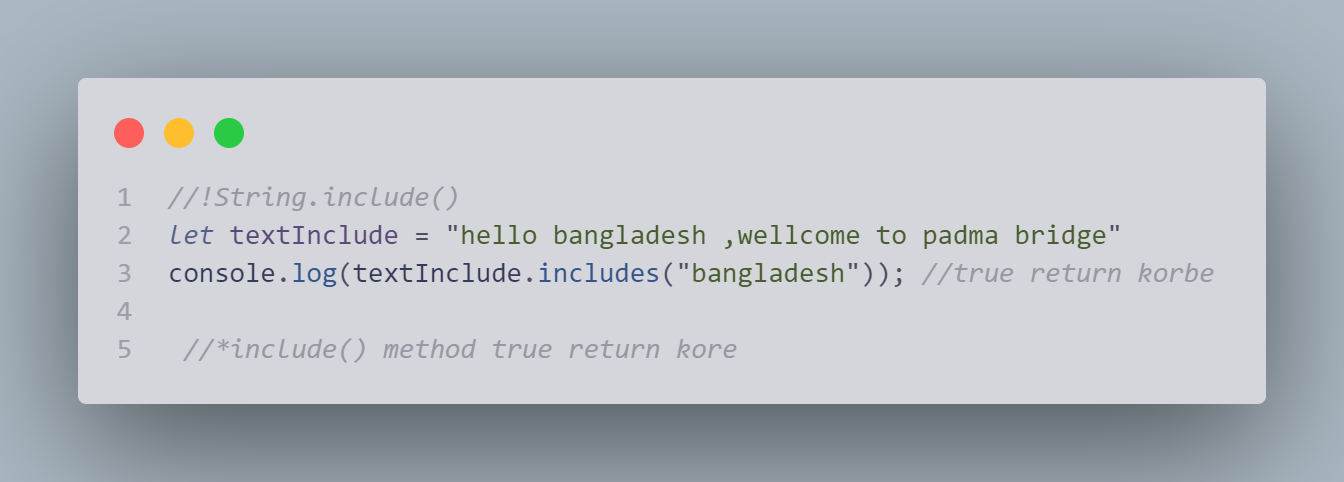 1 //!String.include()
2 let textInclude = "hello bangladesh ,wellcome to padma bridge"
3 console.log(textInclude.includes("bangladesh")); //true return korbe
4
5 //*include() method true return kore